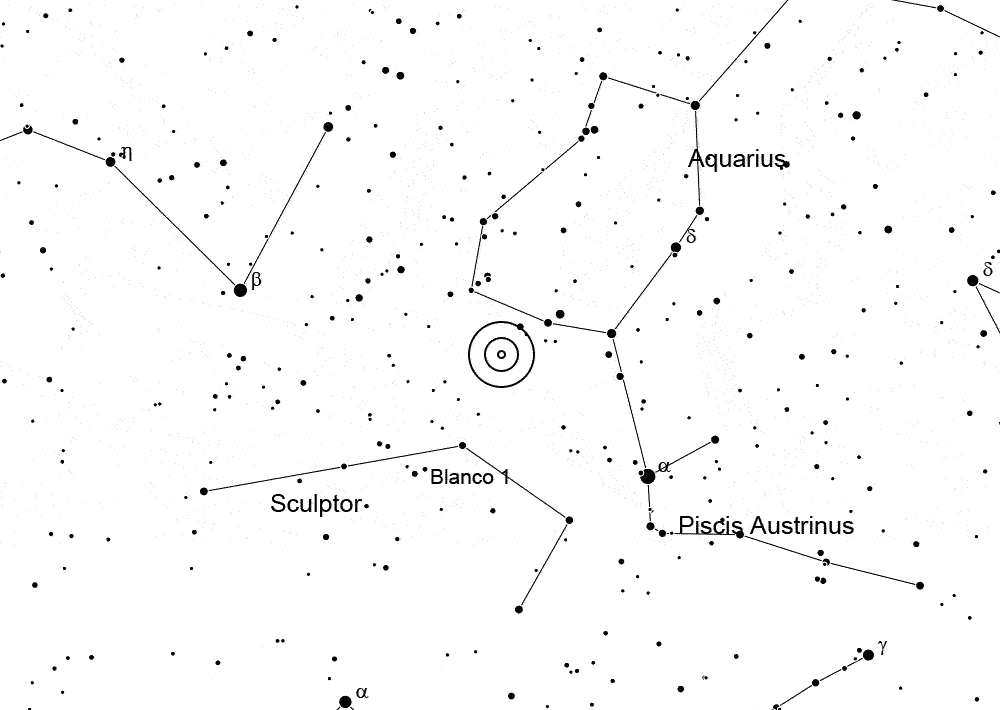 η
Aquarius
δ
δ
β
α
Blanco 1
Sculptor
Piscis Austrinus
γ
α